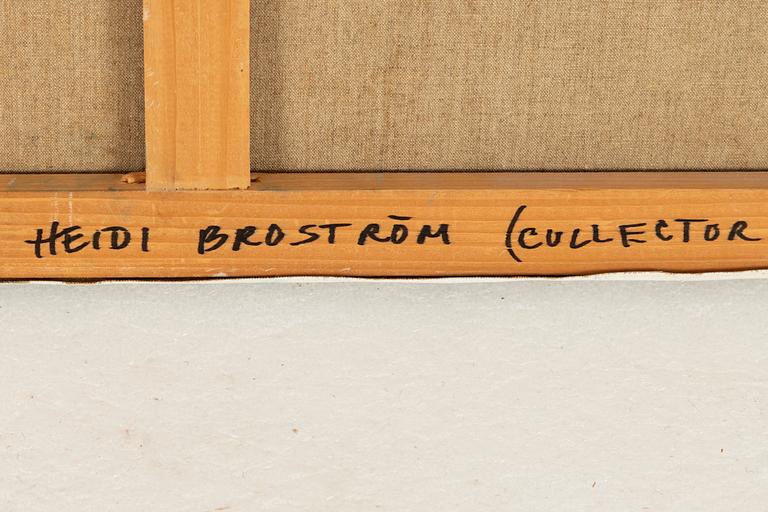 HEIDI BROSTRÖM (CULLECTOR